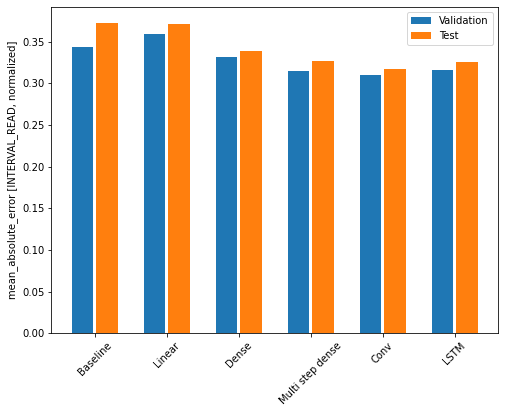 mean_absolute_error [INTERVAL_READ, normalized]
0.35
0.30
0.25
0.20
0.15
0.10
0.05
0.00
Validation
Test
Baseline
Linear
Dense
Multi step dense
Conv
LSTM